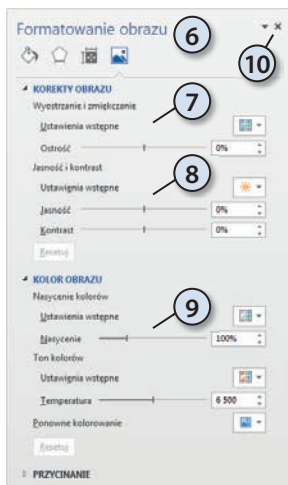 Formatowanie obrazu
6
10
KOREKTY OBRAZU
Wyostrzanie i zmiękczanie
7
Ustawienia wstępne
Ostrość 0%
Jasność i kontrast
8
Ustawienia wstępne
Jasność 0%
Kontrast 0%
Resetuj
KOLOR OBRAZU
Nasycenie kolorów
9
Ustawienia wstępne
Nasycenie 100%
Ton kolorów
Ustawienia wstępne
Temperatura 6 500
Ponowne kolorowanie
Resetuj
PRZYCINANIE